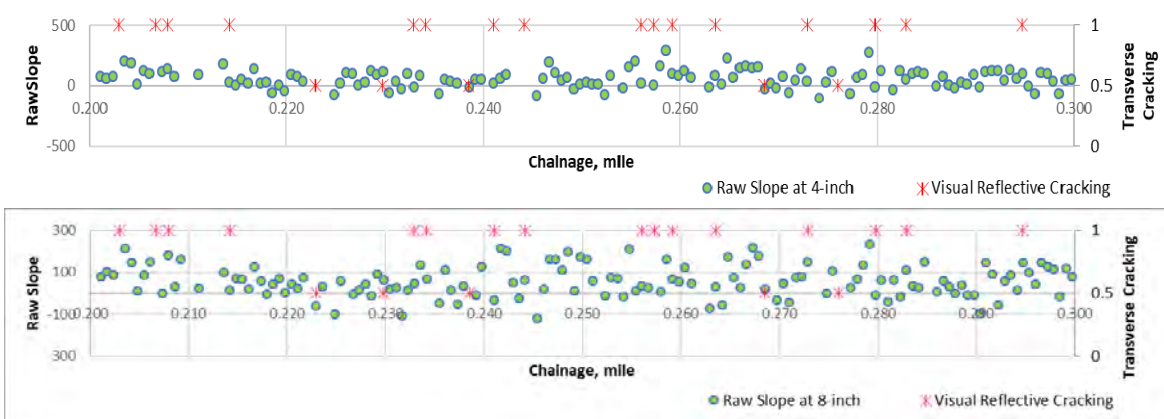 500
1
RawSlope
0
0.5
0.200
0.220
0.240
0.260
0.280
0.300
-500
0
Transverse
Cracking
Chainage, mile
Raw Slope at 4-inch
Visual Reflective Cracking
300
1
Raw Slope
100
-100
300
0.5
0
0.200
0.210
0.220
0.230
0.240
0.250
0.260
0.270
0.280
0.290
0.300
Transverse Cracking
Chainage, mile
Raw Slope at 8-inch
Visual Reflective Cracking